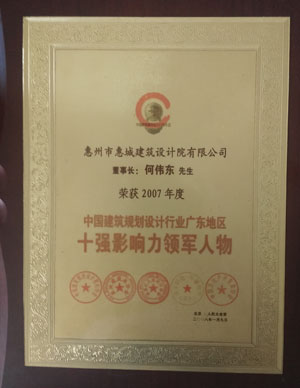 惠州市惠城建筑设计院有限公司
董事长：何伟东 先生
荣获2007年度
中国建筑规划设计行业广东地区
十强影响力领军人物